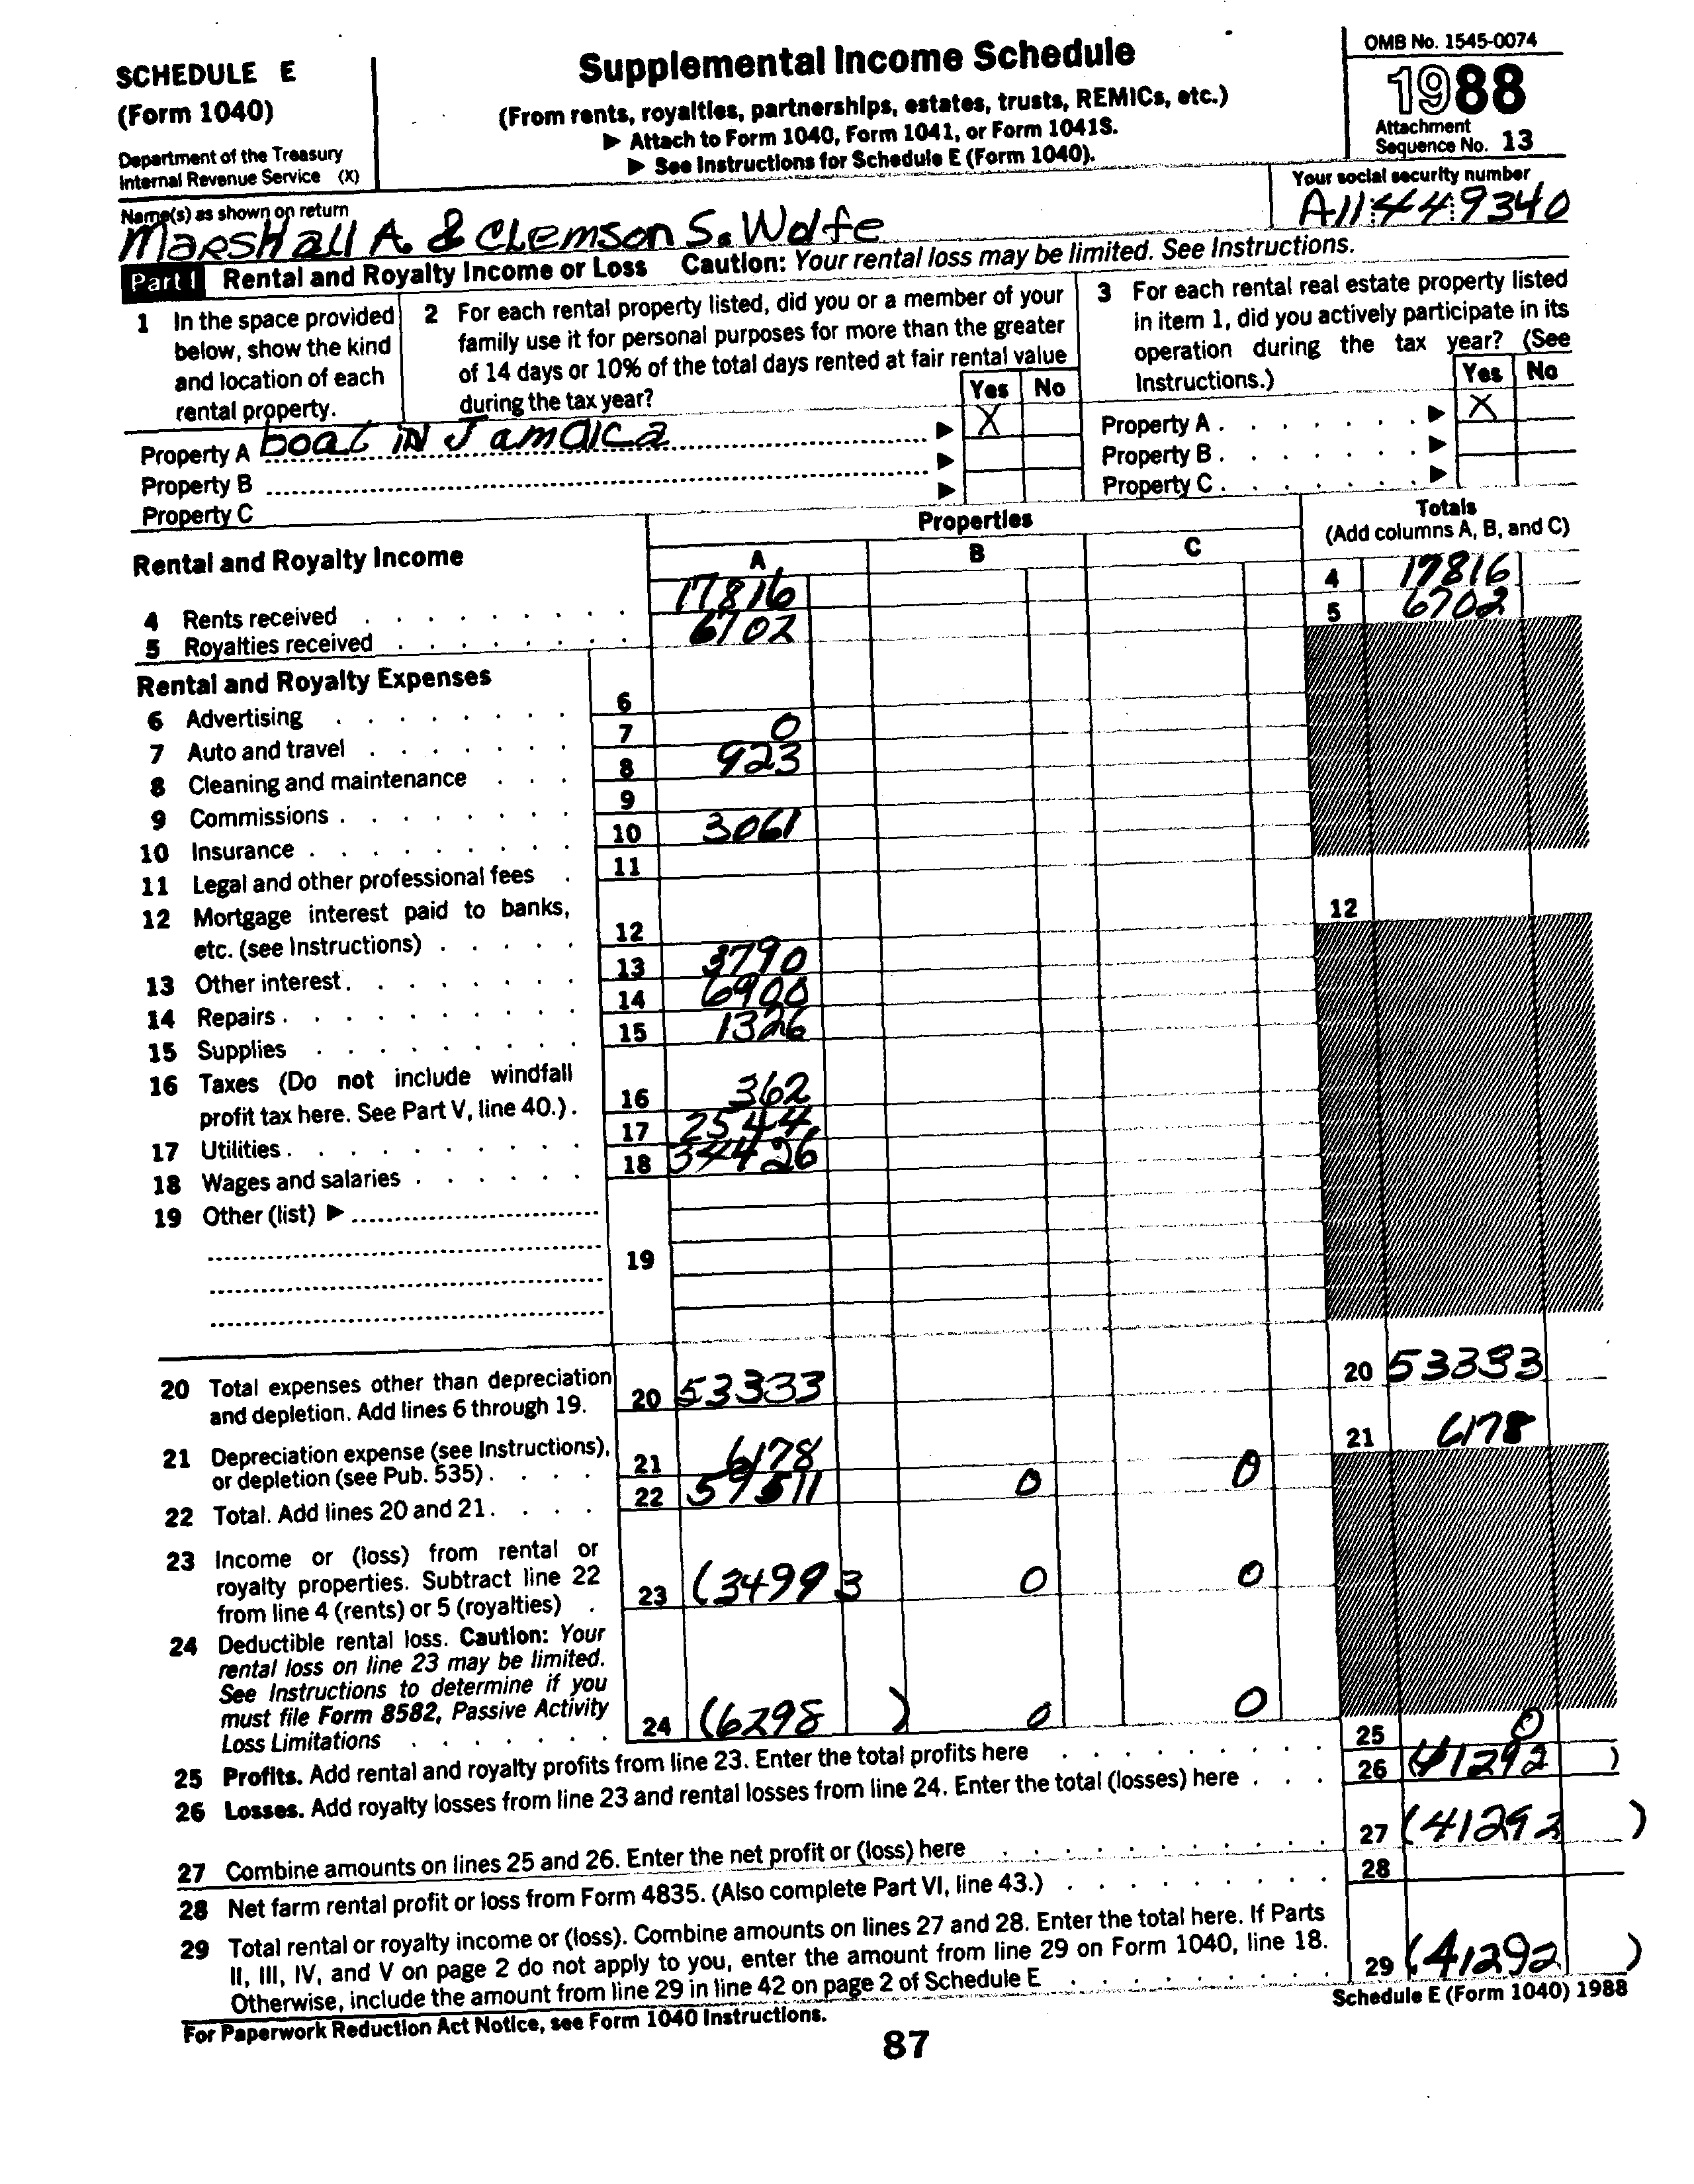 SCHEDULE E
(Form 1040)
Department of the Treasury
Internal Revenue Service (X)
Supplemental Income Schedule
(From rents, royalties, partnerships, estates, trusts, REMICs, etc.)
▶ Attach to Form 1040, Form 1041, or Form 1041S.
▶ See Instructions for Schedule E (Form 1040).
OMB No. 1545-0074
1988
Attachment
Sequence No. 13
Name(s) as shown on return
Marshall A. & Clemson S. Wolfe
Your social security number
A11449340
Part I Rental and Royalty Income or Loss Caution: Your rental loss may be limited. See Instructions.
1 In the space provided
below, show the kind
and location of each
rental property.
2 For each rental property listed, did you or a member of your
family use it for personal purposes for more than the greater
of 14 days or 10% of the total days rented at fair rental value
during the tax year?
Yes No
3 For each rental real estate property listed
in item 1, did you actively participate in its
operation during the tax year? (See
Instructions.)
Yes No
Property A boat in Jamaica ▶ X
Property B ▶
Property C ▶
Property A . . . . . . . ▶ X
Property B . . . . . . . ▶
Property C . . . . . . . ▶
Rental and Royalty Income
Properties
A B C
Totals
(Add columns A, B, and C)
4 Rents received 17816 4 17816
5 Royalties received 6702 5 6702
Rental and Royalty Expenses
6 Advertising 6
7 Auto and travel 7 0
8 Cleaning and maintenance 8 923
9 Commissions 9
10 Insurance 10 3061
11 Legal and other professional fees 11
12 Mortgage interest paid to banks,
etc. (see Instructions) 12 12
13 Other interest 13 3790
14 Repairs 14 6900
15 Supplies 15 1326
16 Taxes (Do not include windfall
profit tax here. See Part V, line 40.) 16 362
17 Utilities 17 2544
18 Wages and salaries 18 34426
19 Other (list) ▶
19
20 Total expenses other than depreciation
and depletion. Add lines 6 through 19. 20 53333 20 53333
21 Depreciation expense (see Instructions),
or depletion (see Pub. 535) 21 6178 21 6178
22 Total. Add lines 20 and 21 22 59511 0 0
23 Income or (loss) from rental or
royalty properties. Subtract line 22
from line 4 (rents) or 5 (royalties) 23 (34993 0 0
24 Deductible rental loss. Caution: Your
rental loss on line 23 may be limited.
See Instructions to determine if you
must file Form 8582, Passive Activity
Loss Limitations 24 (6298 ) 0 0
25 Profits. Add rental and royalty profits from line 23. Enter the total profits here 25 0
26 Losses. Add royalty losses from line 23 and rental losses from line 24. Enter the total (losses) here 26 (41292 )
27 Combine amounts on lines 25 and 26. Enter the net profit or (loss) here 27 (41292 )
28 Net farm rental profit or loss from Form 4835. (Also complete Part VI, line 43.) 28
29 Total rental or royalty income or (loss). Combine amounts on lines 27 and 28. Enter the total here. If Parts
II, III, IV, and V on page 2 do not apply to you, enter the amount from line 29 on Form 1040, line 18.
Otherwise, include the amount from line 29 in line 42 on page 2 of Schedule E 29 (41292 )
For Paperwork Reduction Act Notice, see Form 1040 Instructions.
Schedule E (Form 1040) 1988
87